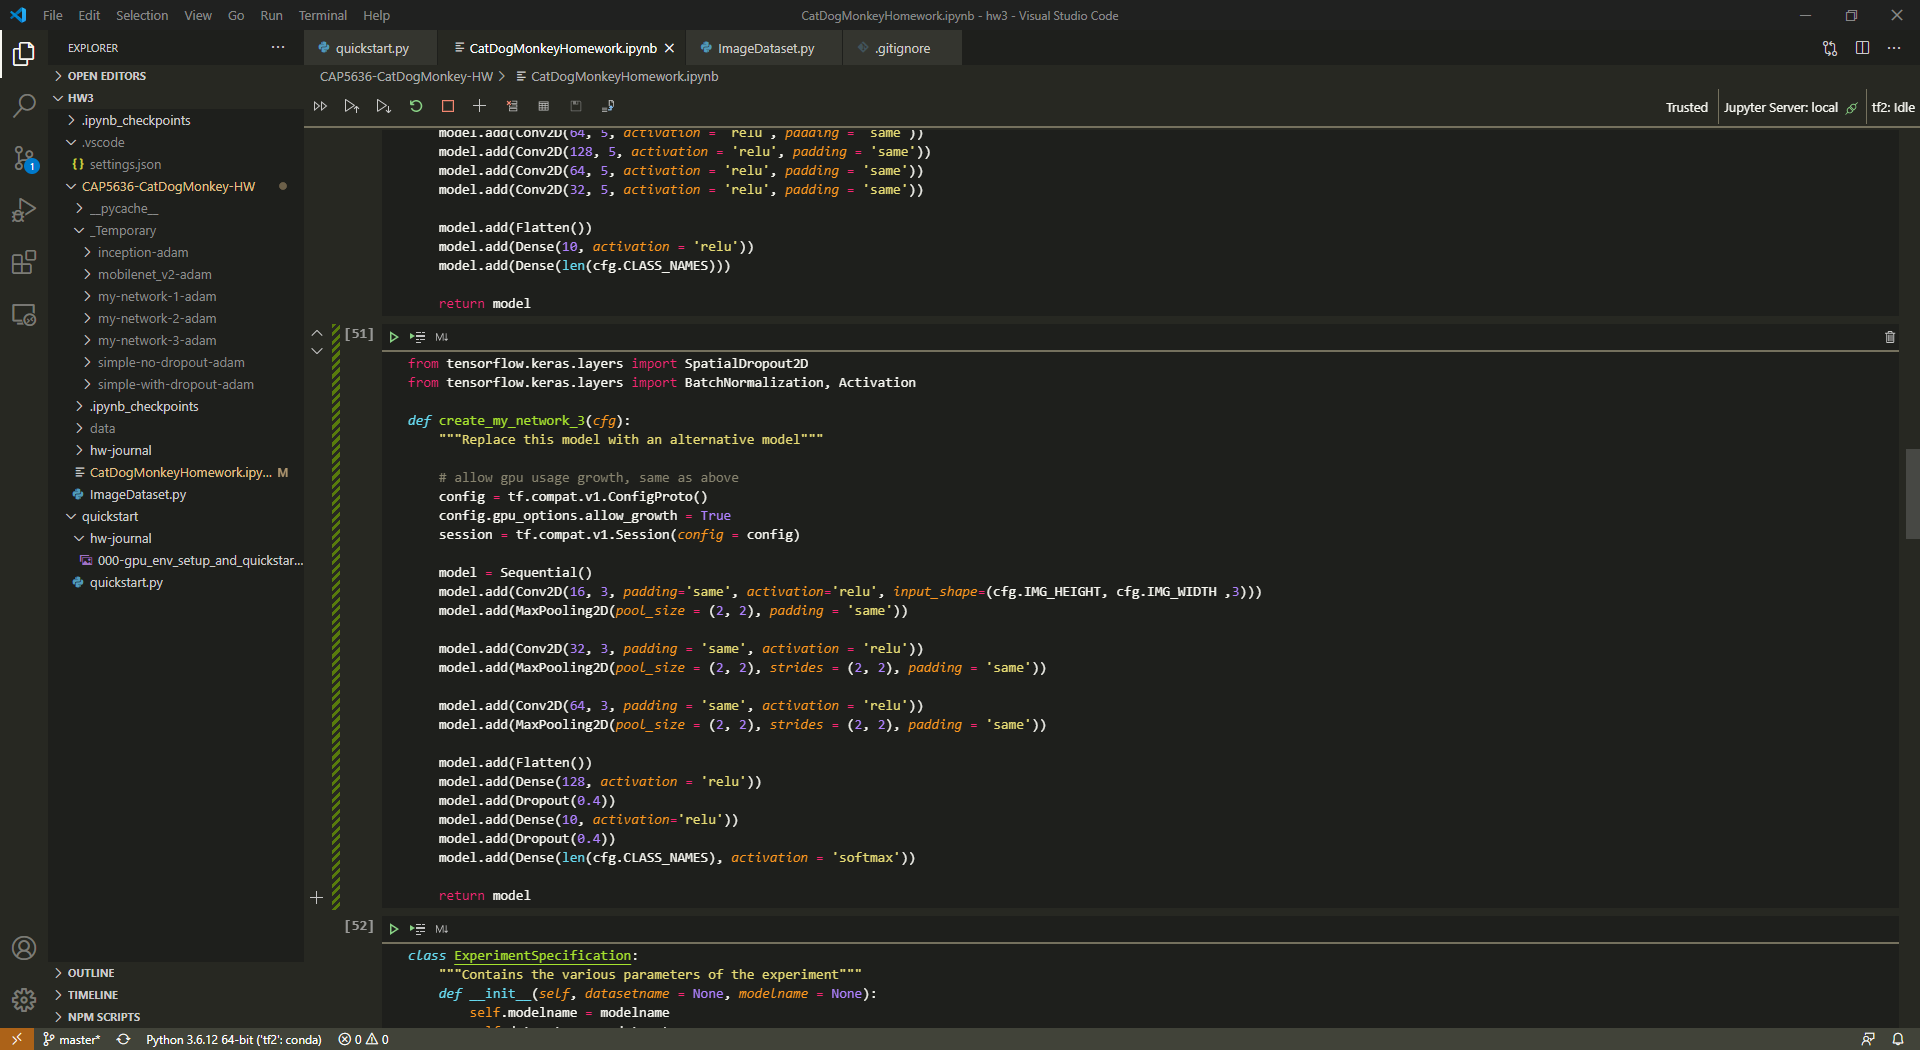 File Edit Selection View Go Run Terminal Help
CatDogMonkeyHomework.ipynb - hw3 - Visual Studio Code
EXPLORER
quickstart.py
CatDogMonkeyHomework.ipynb
ImageDataset.py
.gitignore
OPEN EDITORS
HW3
.ipynb_checkpoints
.vscode
settings.json
CAP5636-CatDogMonkey-HW
__pycache__
_Temporary
inception-adam
mobilenet_v2-adam
my-network-1-adam
my-network-2-adam
my-network-3-adam
simple-no-dropout-adam
simple-with-dropout-adam
.ipynb_checkpoints
data
hw-journal
CatDogMonkeyHomework.ipy... M
ImageDataset.py
quickstart
hw-journal
000-gpu_env_setup_and_quickstar...
quickstart.py
OUTLINE
TIMELINE
NPM SCRIPTS
1
CAP5636-CatDogMonkey-HW > CatDogMonkeyHomework.ipynb
Trusted
Jupyter Server: local
tf2: Idle
model.add(Conv2D(64, 5, activation = 'relu', padding = 'same'))
model.add(Conv2D(128, 5, activation = 'relu', padding = 'same'))
model.add(Conv2D(64, 5, activation = 'relu', padding = 'same'))
model.add(Conv2D(32, 5, activation = 'relu', padding = 'same'))
model.add(Flatten())
model.add(Dense(10, activation = 'relu'))
model.add(Dense(len(cfg.CLASS_NAMES)))
return model
[51]
M↓
from tensorflow.keras.layers import SpatialDropout2D
from tensorflow.keras.layers import BatchNormalization, Activation
def create_my_network_3(cfg):
"""Replace this model with an alternative model"""
# allow gpu usage growth, same as above
config = tf.compat.v1.ConfigProto()
config.gpu_options.allow_growth = True
session = tf.compat.v1.Session(config = config)
model = Sequential()
model.add(Conv2D(16, 3, padding='same', activation='relu', input_shape=(cfg.IMG_HEIGHT, cfg.IMG_WIDTH ,3)))
model.add(MaxPooling2D(pool_size = (2, 2), padding = 'same'))
model.add(Conv2D(32, 3, padding = 'same', activation = 'relu'))
model.add(MaxPooling2D(pool_size = (2, 2), strides = (2, 2), padding = 'same'))
model.add(Conv2D(64, 3, padding = 'same', activation = 'relu'))
model.add(MaxPooling2D(pool_size = (2, 2), strides = (2, 2), padding = 'same'))
model.add(Flatten())
model.add(Dense(128, activation = 'relu'))
model.add(Dropout(0.4))
model.add(Dense(10, activation='relu'))
model.add(Dropout(0.4))
model.add(Dense(len(cfg.CLASS_NAMES), activation = 'softmax'))
return model
[52]
M↓
class ExperimentSpecification:
"""Contains the various parameters of the experiment"""
def __init__(self, datasetname = None, modelname = None):
self.modelname = modelname
master*
Python 3.6.12 64-bit ('tf2': conda)
0
0